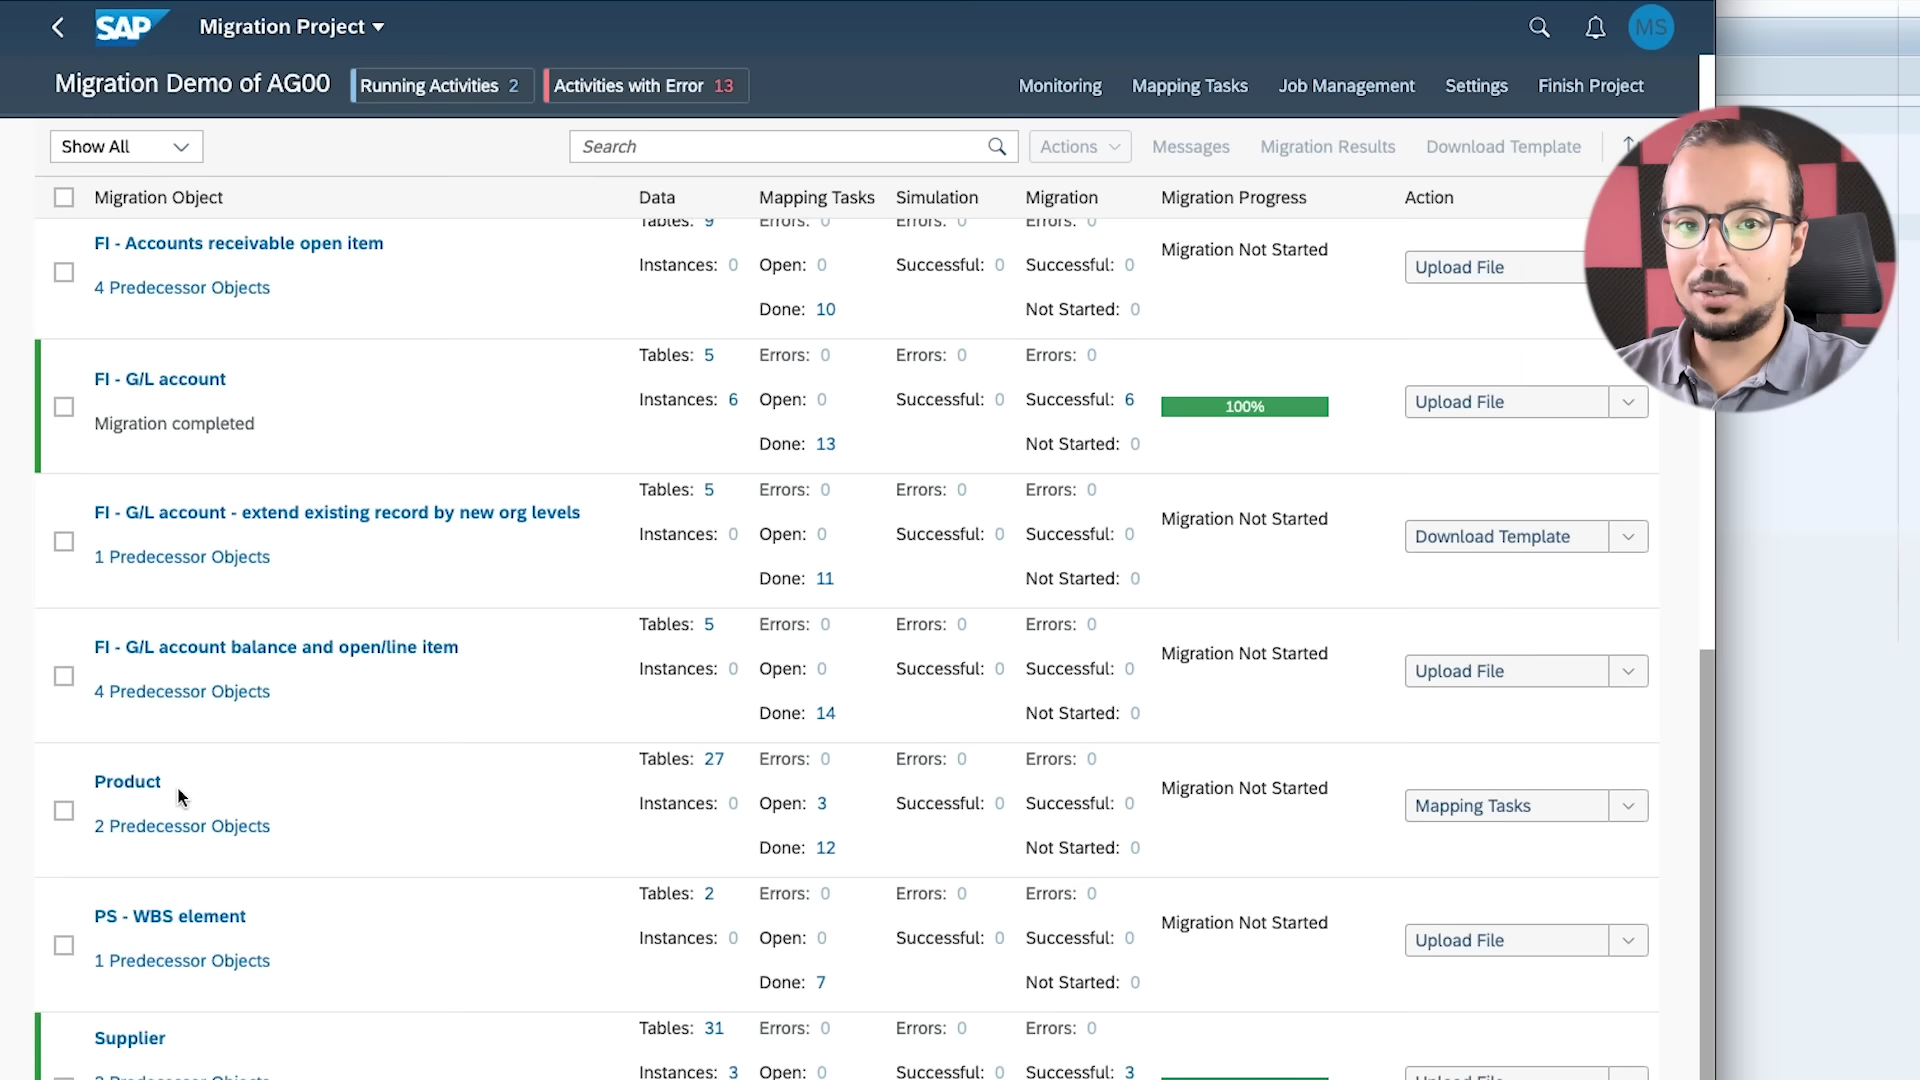 SAP Migration Project MS
Migration Demo of AG00 Running Activities 2 Activities with Error 13 Monitoring Mapping Tasks Job Management Settings Finish Project
Show All Search Actions Messages Migration Results Download Template
Migration Object Data Mapping Tasks Simulation Migration Migration Progress Action
Tables: 9 Errors: 0 Errors: 0 Errors: 0
FI - Accounts receivable open item Migration Not Started
Instances: 0 Open: 0 Successful: 0 Successful: 0 Upload File
4 Predecessor Objects
Done: 10 Not Started: 0
Tables: 5 Errors: 0 Errors: 0 Errors: 0
FI - G/L account
Instances: 6 Open: 0 Successful: 0 Successful: 6 100% Upload File
Migration completed
Done: 13 Not Started: 0
Tables: 5 Errors: 0 Errors: 0 Errors: 0
FI - G/L account - extend existing record by new org levels Migration Not Started
Instances: 0 Open: 0 Successful: 0 Successful: 0 Download Template
1 Predecessor Objects
Done: 11 Not Started: 0
Tables: 5 Errors: 0 Errors: 0 Errors: 0
FI - G/L account balance and open/line item Migration Not Started
Instances: 0 Open: 0 Successful: 0 Successful: 0 Upload File
4 Predecessor Objects
Done: 14 Not Started: 0
Tables: 27 Errors: 0 Errors: 0 Errors: 0
Product Migration Not Started
Instances: 0 Open: 3 Successful: 0 Successful: 0 Mapping Tasks
2 Predecessor Objects
Done: 12 Not Started: 0
Tables: 2 Errors: 0 Errors: 0 Errors: 0
PS - WBS element Migration Not Started
Instances: 0 Open: 0 Successful: 0 Successful: 0 Upload File
1 Predecessor Objects
Done: 7 Not Started: 0
Tables: 31 Errors: 0 Errors: 0 Errors: 0
Supplier
Instances: 3 Open: 0 Successful: 0 Successful: 3